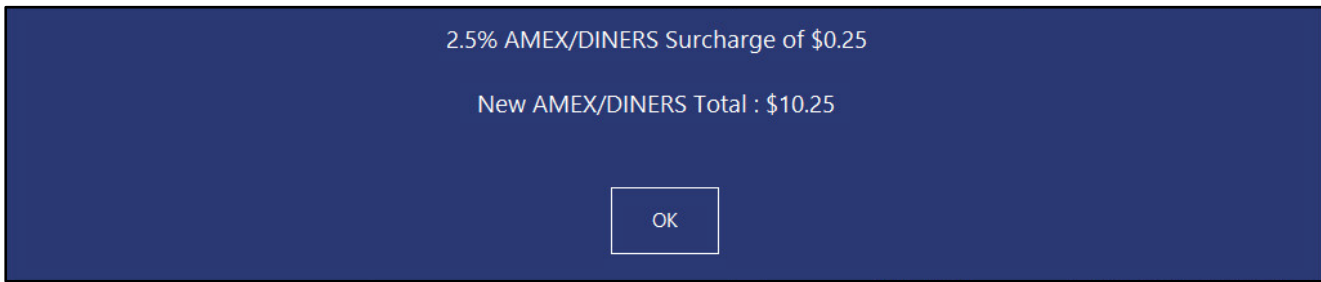 2.5% AMEX/DINERS Surcharge of $0.25
New AMEX/DINERS Total : $10.25
OK